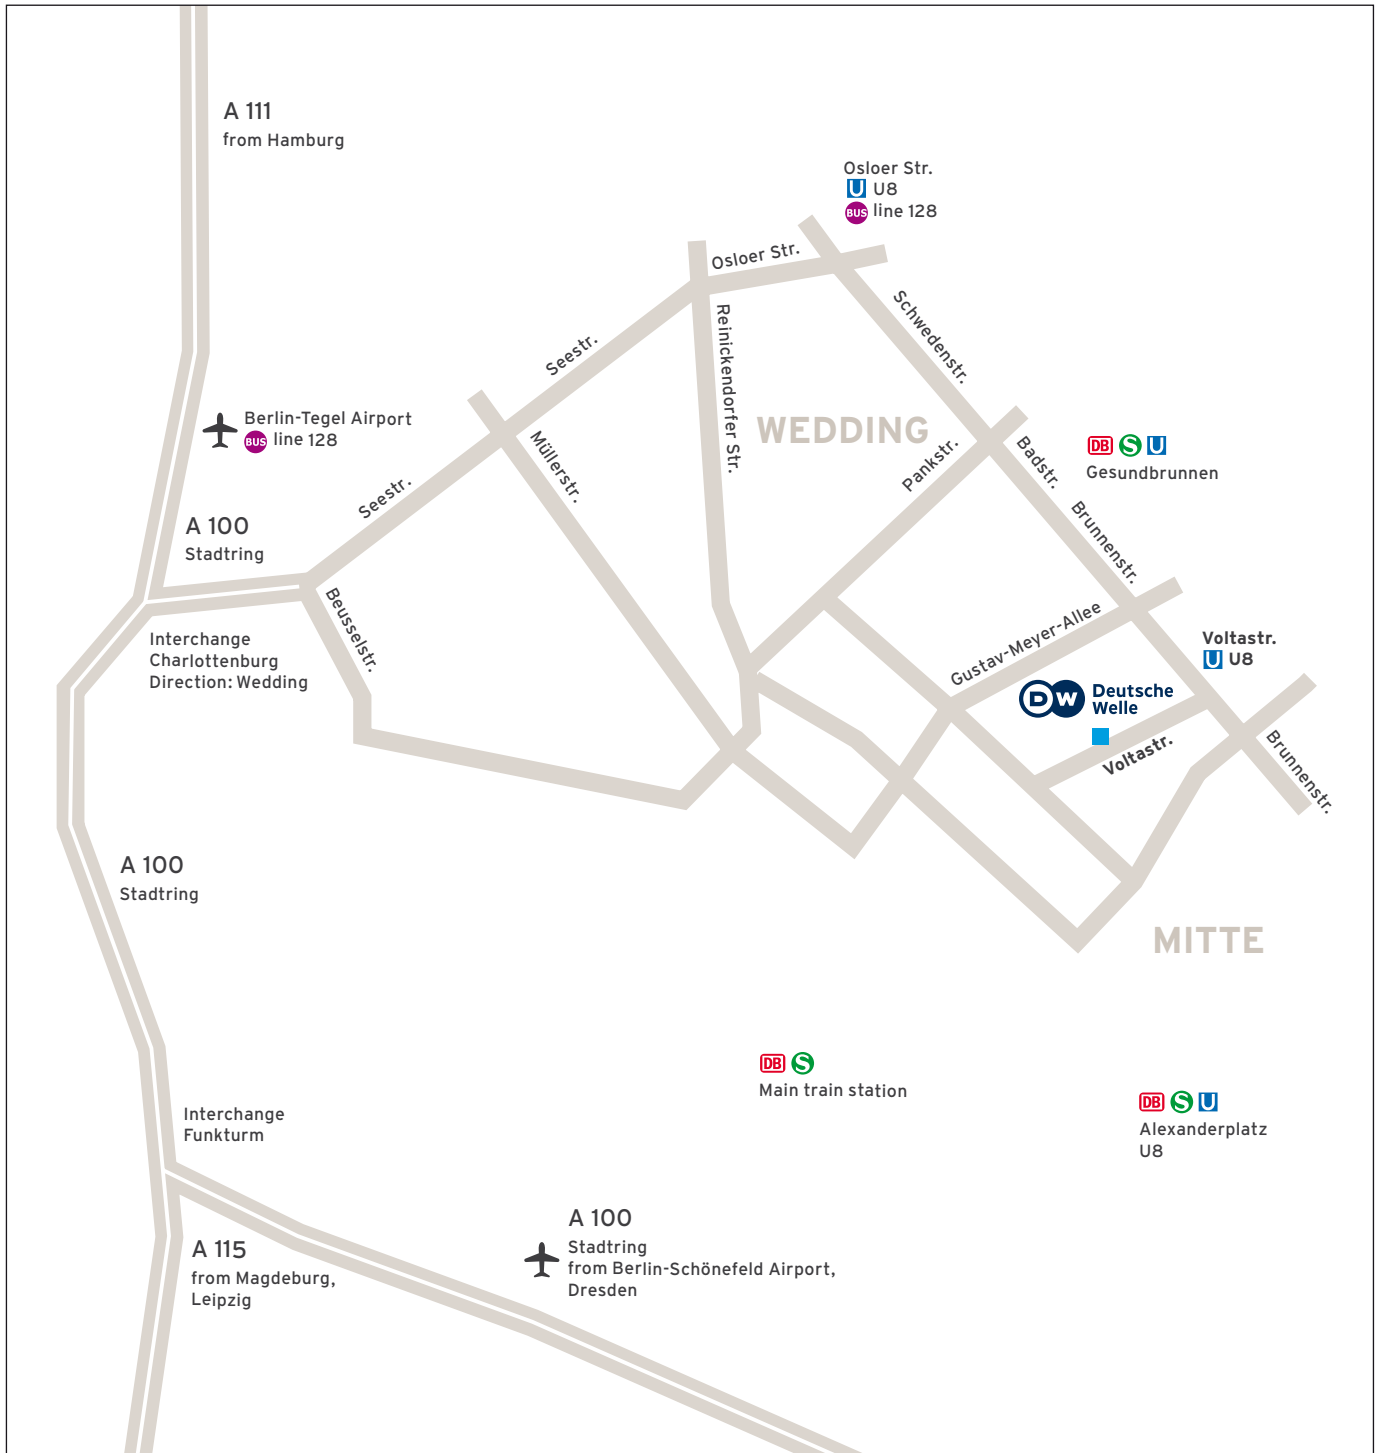 A 111
from Hamburg
Osloer Str.
U U8
BUS line 128
Osloer Str.
Schwedenstr.
Reinickendorfer Str.
Seestr.
WEDDING
Berlin-Tegel Airport
BUS line 128
Müllerstr.
Pankstr.
Badstr.
DB S U
Gesundbrunnen
Seestr.
Brunnenstr.
A 100
Stadtring
Beusselstr.
Gustav-Meyer-Allee
Interchange
Charlottenburg
Direction: Wedding
Voltastr.
U U8
DW Deutsche
Welle
Voltastr.
Brunnenstr.
A 100
Stadtring
MITTE
DB S
Main train station
DB S U
Alexanderplatz
U8
Interchange
Funkturm
A 115
from Magdeburg,
Leipzig
A 100
Stadtring
from Berlin-Schönefeld Airport,
Dresden